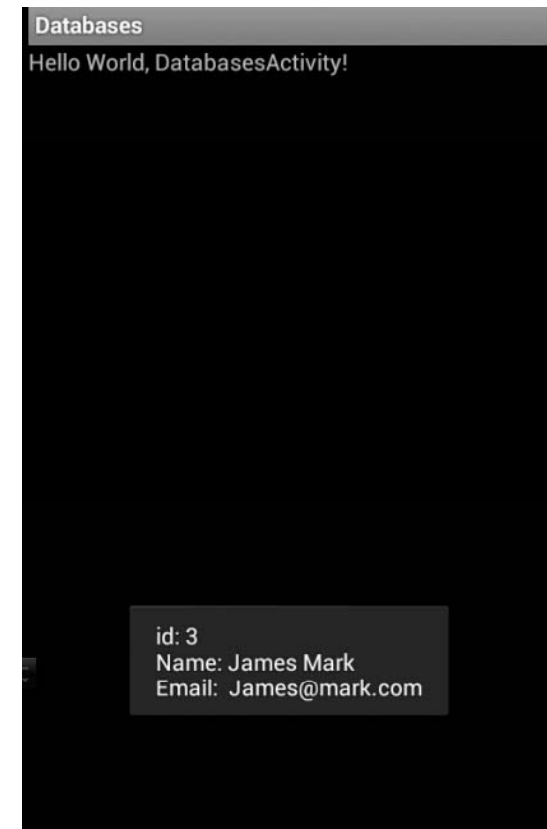 Databases
Hello World, DatabasesActivity!
id: 3
Name: James Mark
Email:  James@mark.com